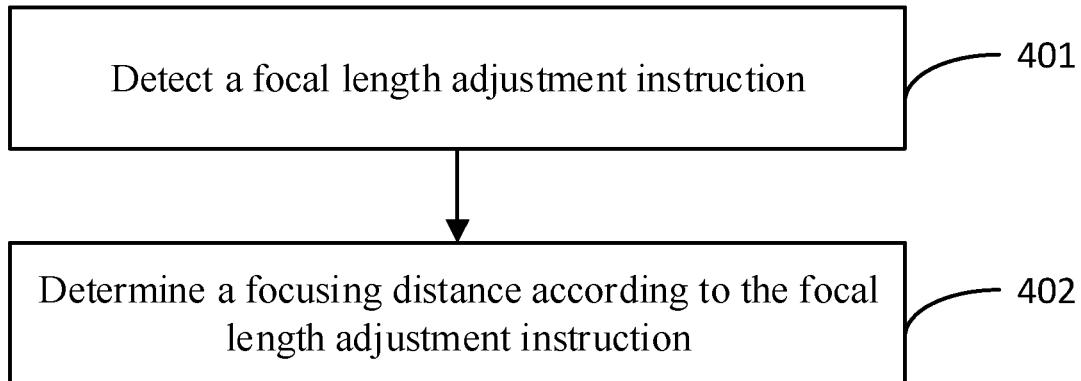 Detect a focal length adjustment instruction
401
Determine a focusing distance according to the focal
length adjustment instruction
402